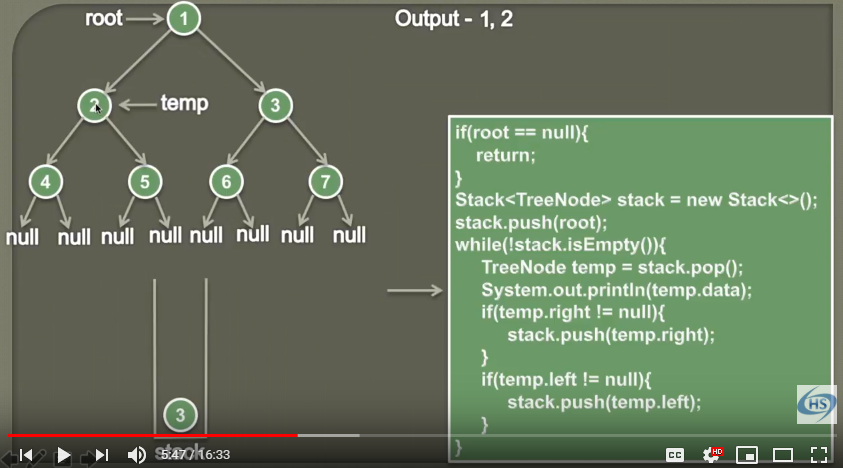 root
1
Output - 1, 2
2
temp
3
4
5
6
7
null null null null null null null null
if(root == null){
return;
}
Stack<TreeNode> stack = new Stack<>();
stack.push(root);
while(!stack.isEmpty()){
TreeNode temp = stack.pop();
System.out.println(temp.data);
if(temp.right != null){
stack.push(temp.right);
}
if(temp.left != null){
stack.push(temp.left);
}
}
3
stack
HS
5:47 / 16:33
CC
HD